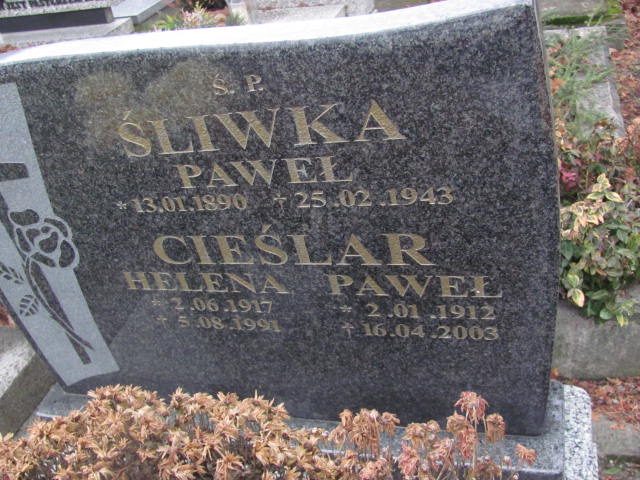 Ś. P.
ŚLIWKA
PAWEŁ
* 13.01.1890 † 25.02.1943
CIEŚLAR
HELENA PAWEŁ
* 2.06.1917 * 2.01.1912
† 5.08.1991 † 16.04.2003